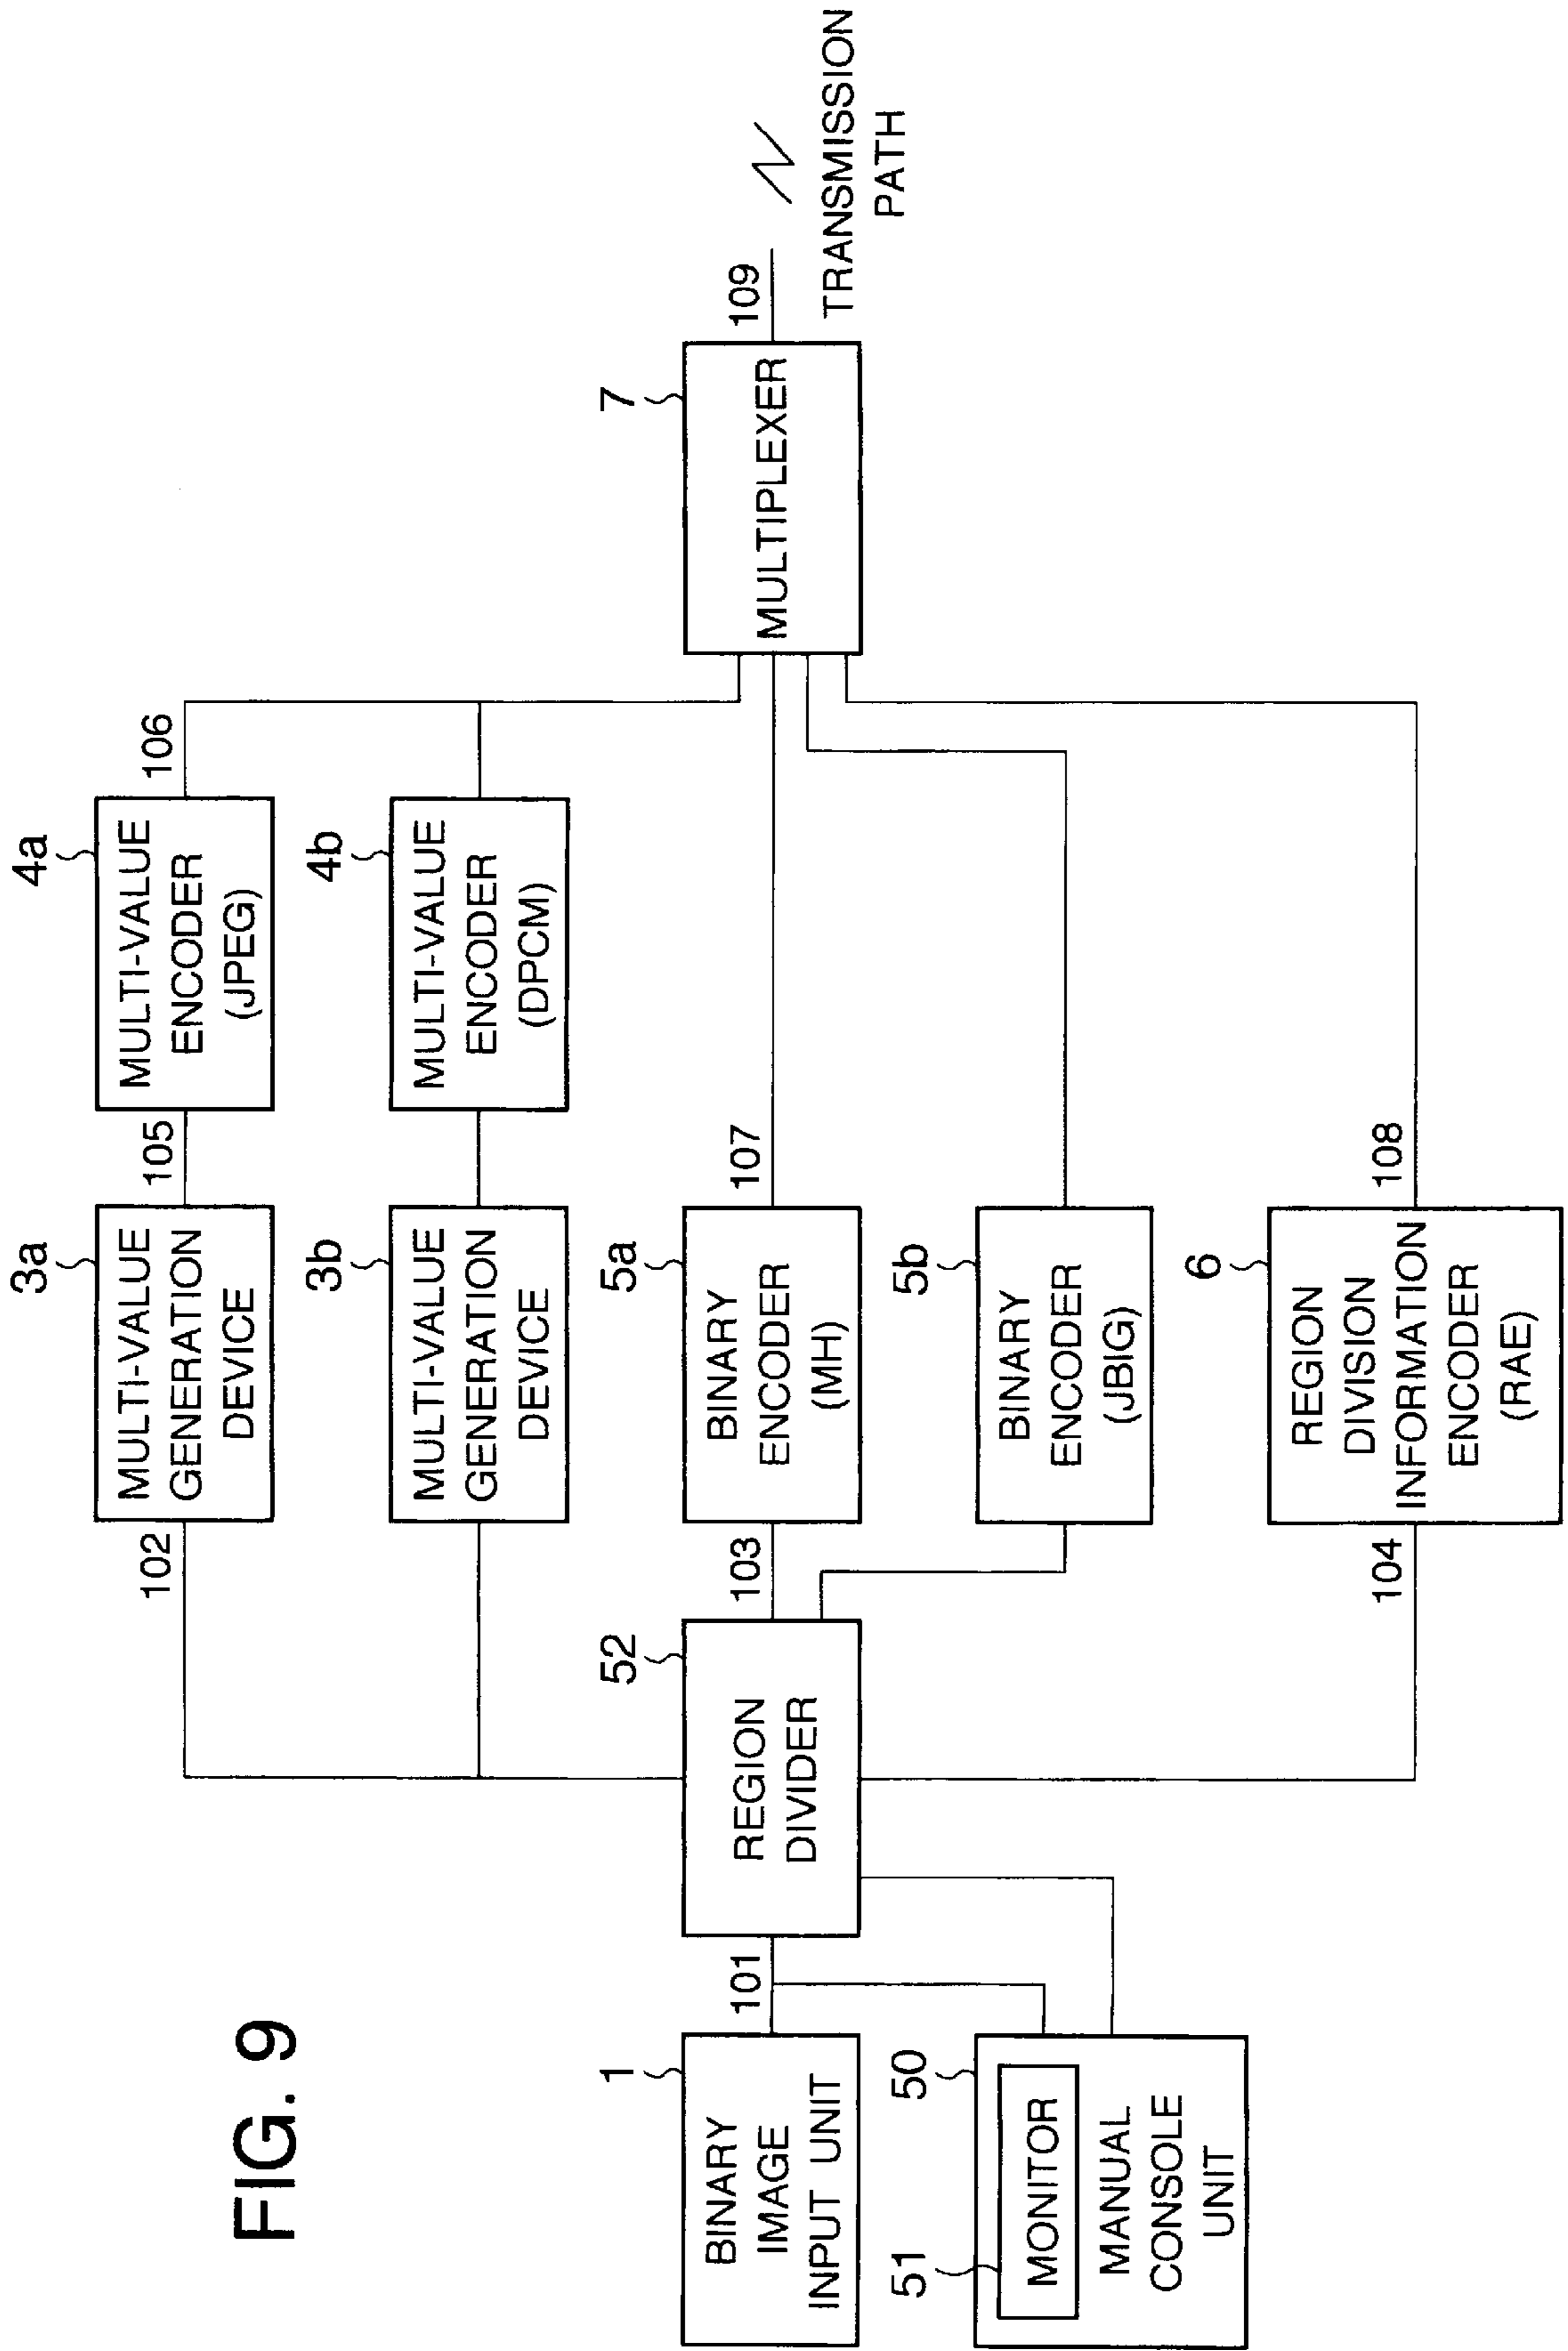 FIG. 9
1
BINARY
IMAGE
INPUT UNIT
101
50
51
MONITOR
MANUAL
CONSOLE
UNIT
52
REGION
DIVIDER
102
103
104
3a
MULTI-VALUE
GENERATION
DEVICE
105
4a
MULTI-VALUE
ENCODER
(JPEG)
106
3b
MULTI-VALUE
GENERATION
DEVICE
4b
MULTI-VALUE
ENCODER
(DPCM)
5a
BINARY
ENCODER
(MH)
107
5b
BINARY
ENCODER
(JBIG)
6
REGION
DIVISION
INFORMATION
ENCODER
(RAE)
108
7
MULTIPLEXER
109
TRANSMISSION
PATH